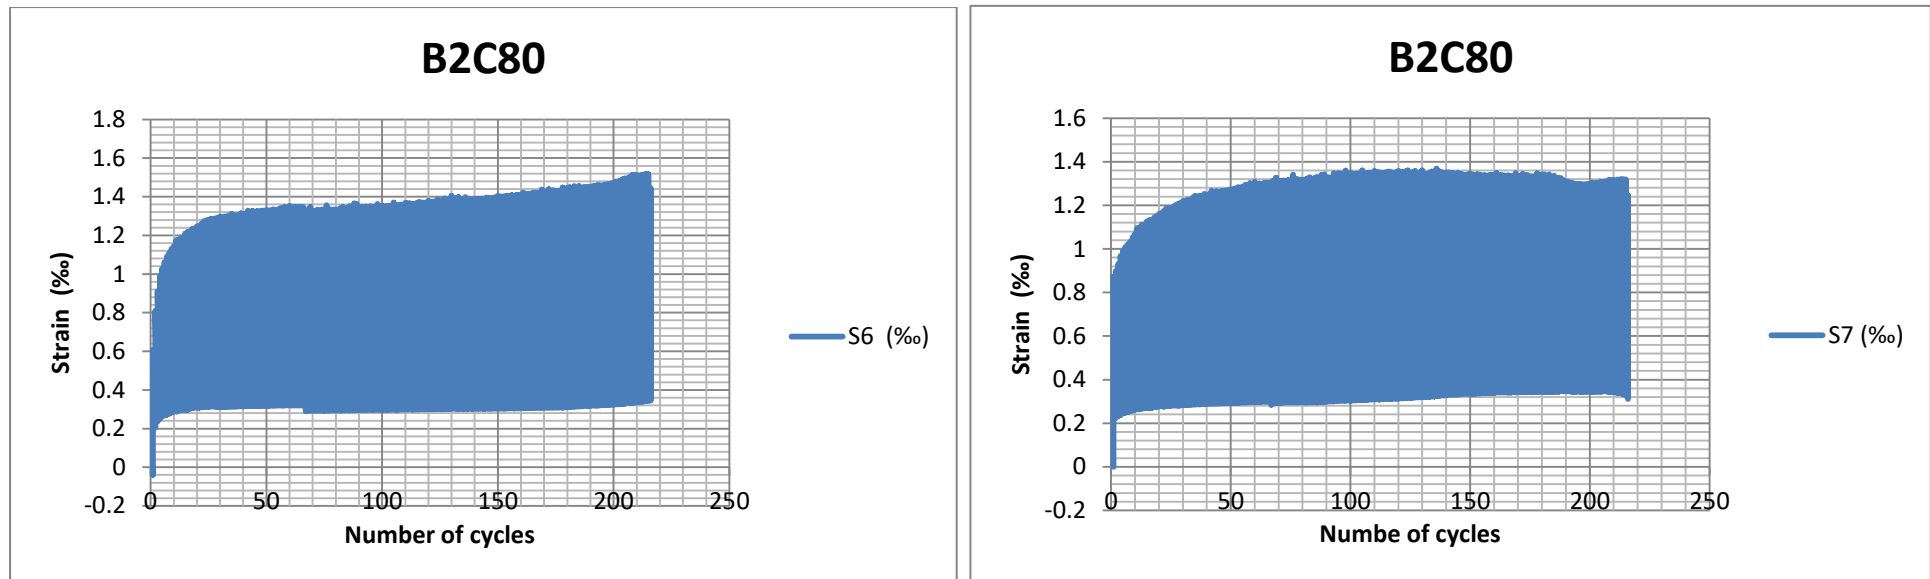 B2C80
1.8
1.6
1.4
1.2
1
0.8
0.6
0.4
0.2
0
-0.2
0 50 100 150 200 250
Strain (‰)
Number of cycles
S6 (‰)
B2C80
1.6
1.4
1.2
1
0.8
0.6
0.4
0.2
0
-0.2
0 50 100 150 200 250
Strain (‰)
Numbe of cycles
S7 (‰)